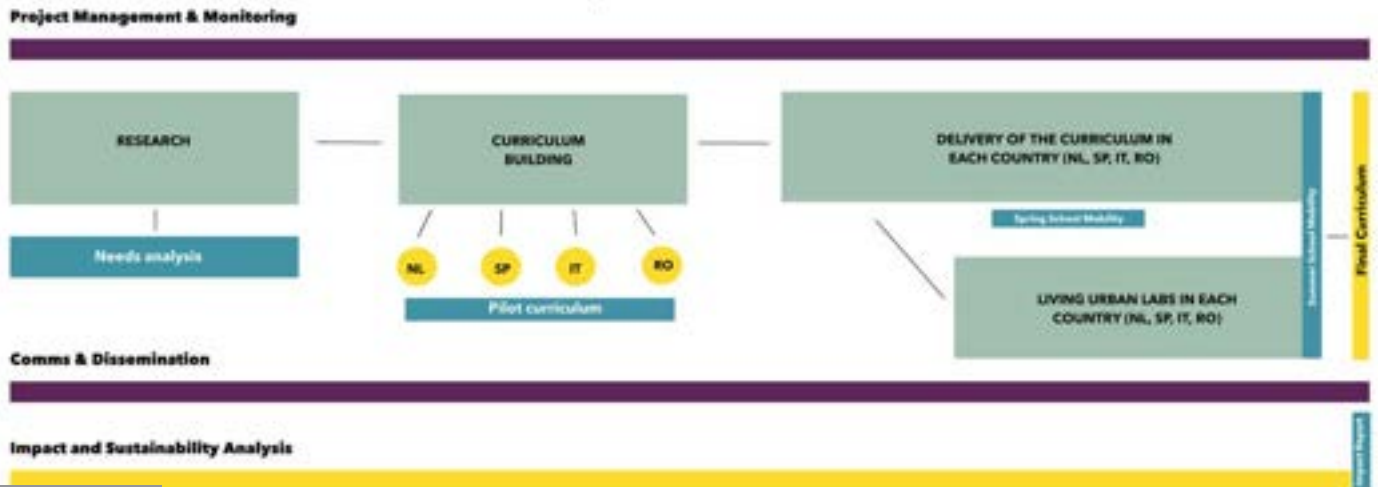 Project Management & Monitoring
RESEARCH
CURRICULUM
BUILDING
DELIVERY OF THE CURRICULUM IN
EACH COUNTRY (NL, SP, IT, RO)
Needs analysis
NL
SP
IT
RO
Pilot curriculum
Spring School Mobility
LIVING URBAN LABS IN EACH
COUNTRY (NL, SP, IT, RO)
Summer School Mobility
Final Curriculum
Comms & Dissemination
Impact and Sustainability Analysis
Impact Report